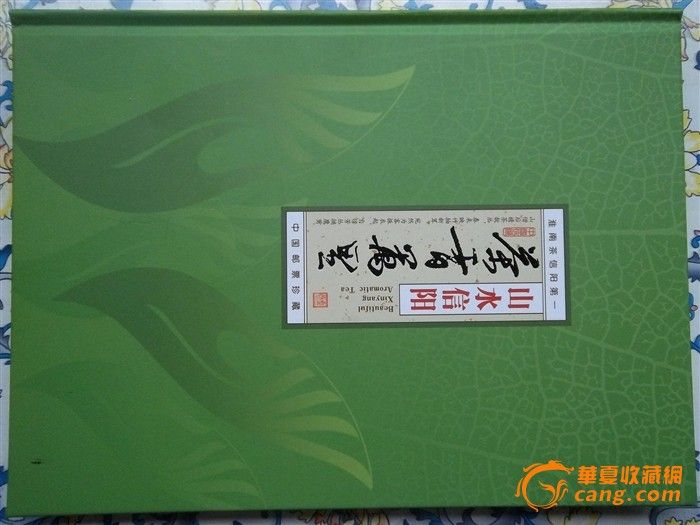 淮南茶信阳第一
茶香萬里
山水信阳
Beautiful
Xinyang
Aromatic Tea
中国邮票珍藏
華夏收藏網
cang.com